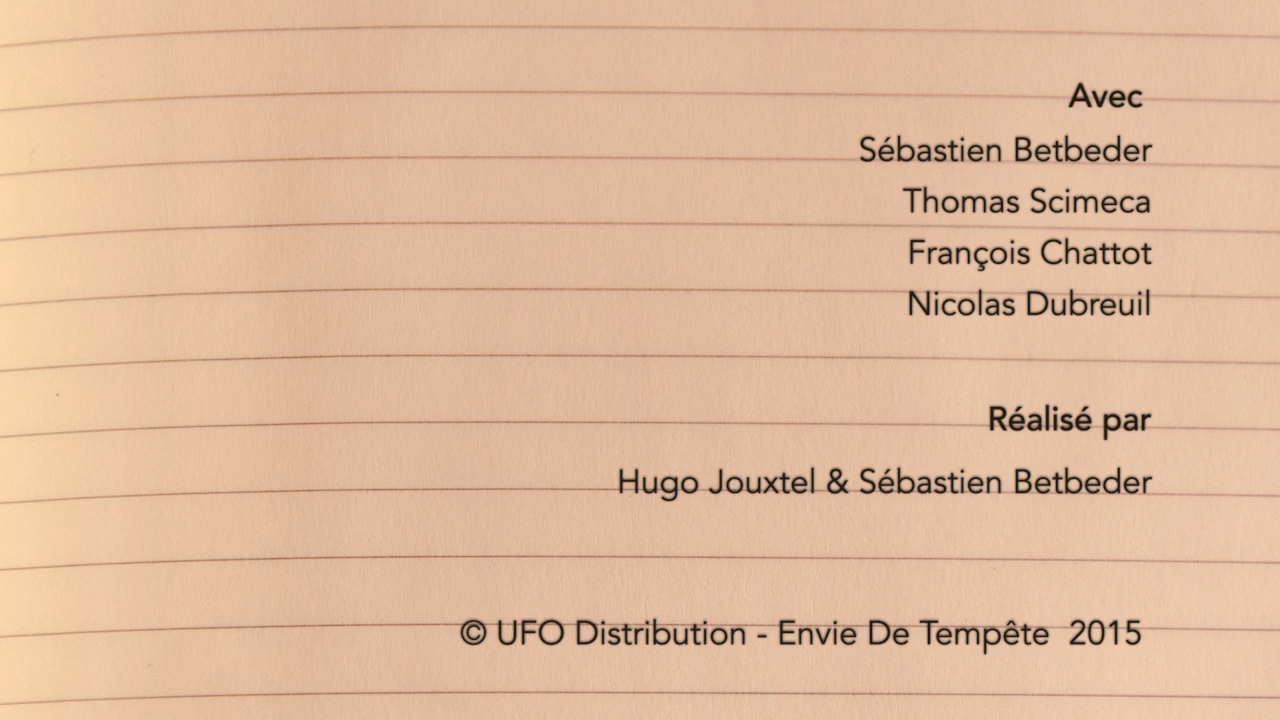 Avec
Sébastien Betbeder
Thomas Scimeca
François Chattot
Nicolas Dubreuil
Réalisé par
Hugo Jouxtel & Sébastien Betbeder
© UFO Distribution - Envie De Tempête 2015